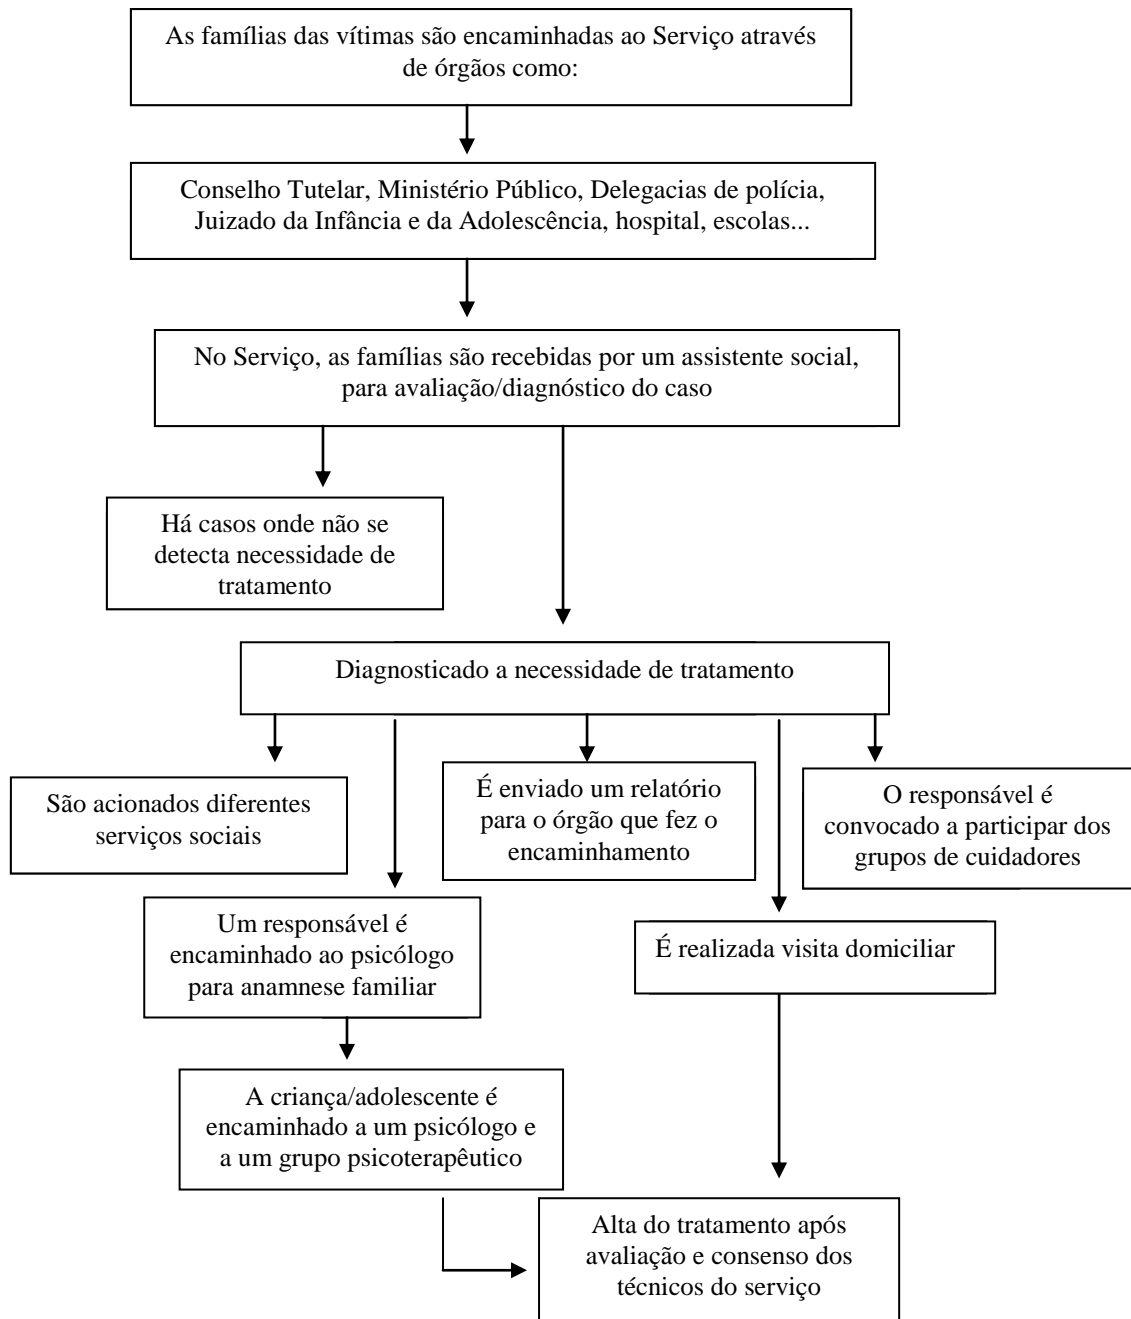 As famílias das vítimas são encaminhadas ao Serviço através
de órgãos como:
Conselho Tutelar, Ministério Público, Delegacias de polícia,
Juizado da Infância e da Adolescência, hospital, escolas...
No Serviço, as famílias são recebidas por um assistente social,
para avaliação/diagnóstico do caso
Há casos onde não se
detecta necessidade de
tratamento
Diagnosticado a necessidade de tratamento
São acionados diferentes
serviços sociais
É enviado um relatório
para o órgão que fez o
encaminhamento
O responsável é
convocado a participar dos
grupos de cuidadores
Um responsável é
encaminhado ao psicólogo
para anamnese familiar
É realizada visita domiciliar
A criança/adolescente é
encaminhado a um psicólogo e
a um grupo psicoterapêutico
Alta do tratamento após
avaliação e consenso dos
técnicos do serviço